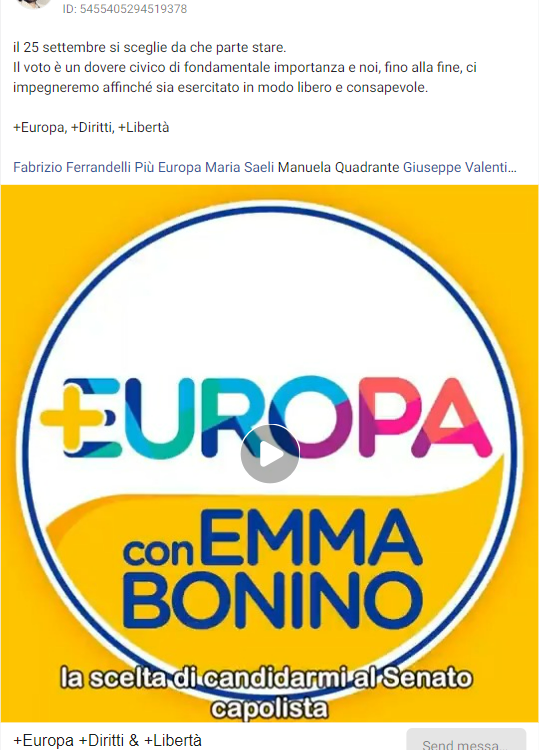 ID: 5455405294519378
il 25 settembre si sceglie da che parte stare.
Il voto è un dovere civico di fondamentale importanza e noi, fino alla fine, ci
impegneremo affinché sia esercitato in modo libero e consapevole.
+Europa, +Diritti, +Libertà
Fabrizio Ferrandelli Più Europa Maria Saeli Manuela Quadrante Giuseppe Valenti...
+EUROPA
con EMMA
BONINO
la scelta di candidarmi al Senato
capolista
+Europa +Diritti & +Libertà
Send messa...